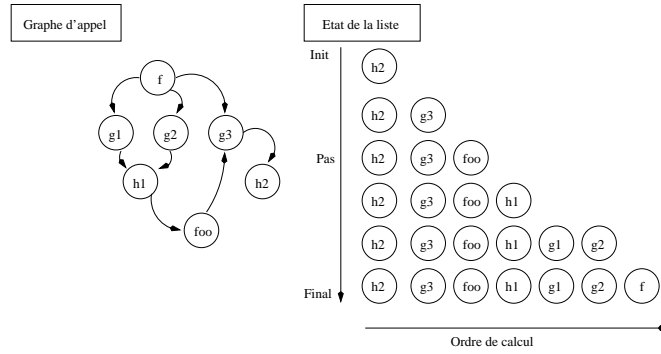 Graphe d'appel
f
g1
g2
g3
h1
h2
foo
Etat de la liste
Init
h2
h2 g3
Pas
h2 g3 foo
h2 g3 foo h1
h2 g3 foo h1 g1 g2
Final
h2 g3 foo h1 g1 g2 f
Ordre de calcul